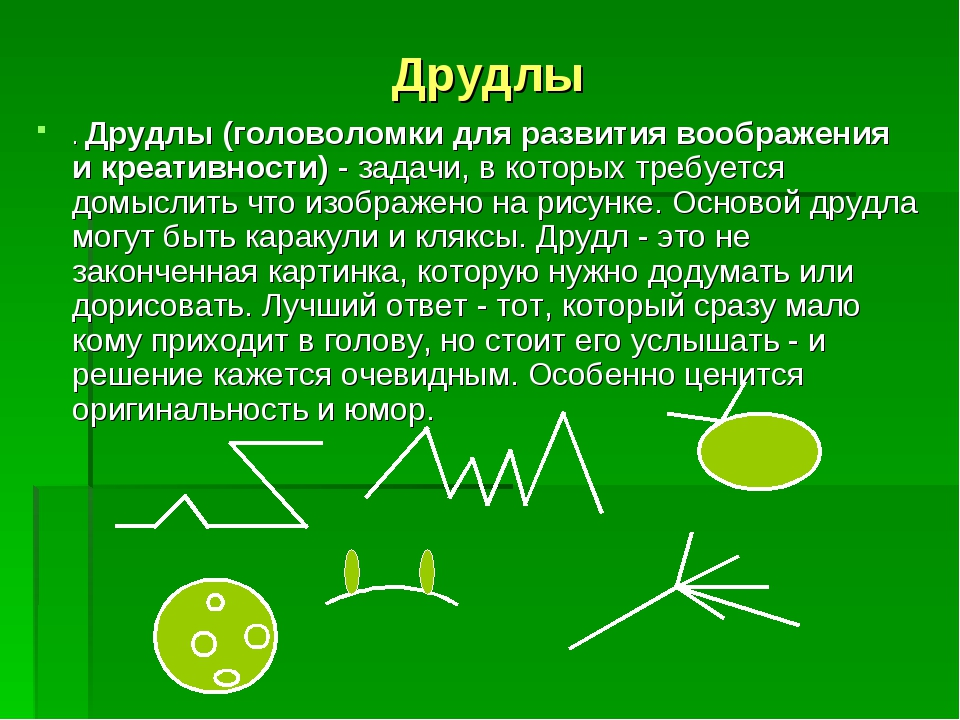 Друдлы
. Друдлы (головоломки для развития воображения
и креативности) - задачи, в которых требуется
домыслить что изображено на рисунке. Основой друдла
могут быть каракули и кляксы. Друдл - это не
законченная картинка, которую нужно додумать или
дорисовать. Лучший ответ - тот, который сразу мало
кому приходит в голову, но стоит его услышать - и
решение кажется очевидным. Особенно ценится
оригинальность и юмор.